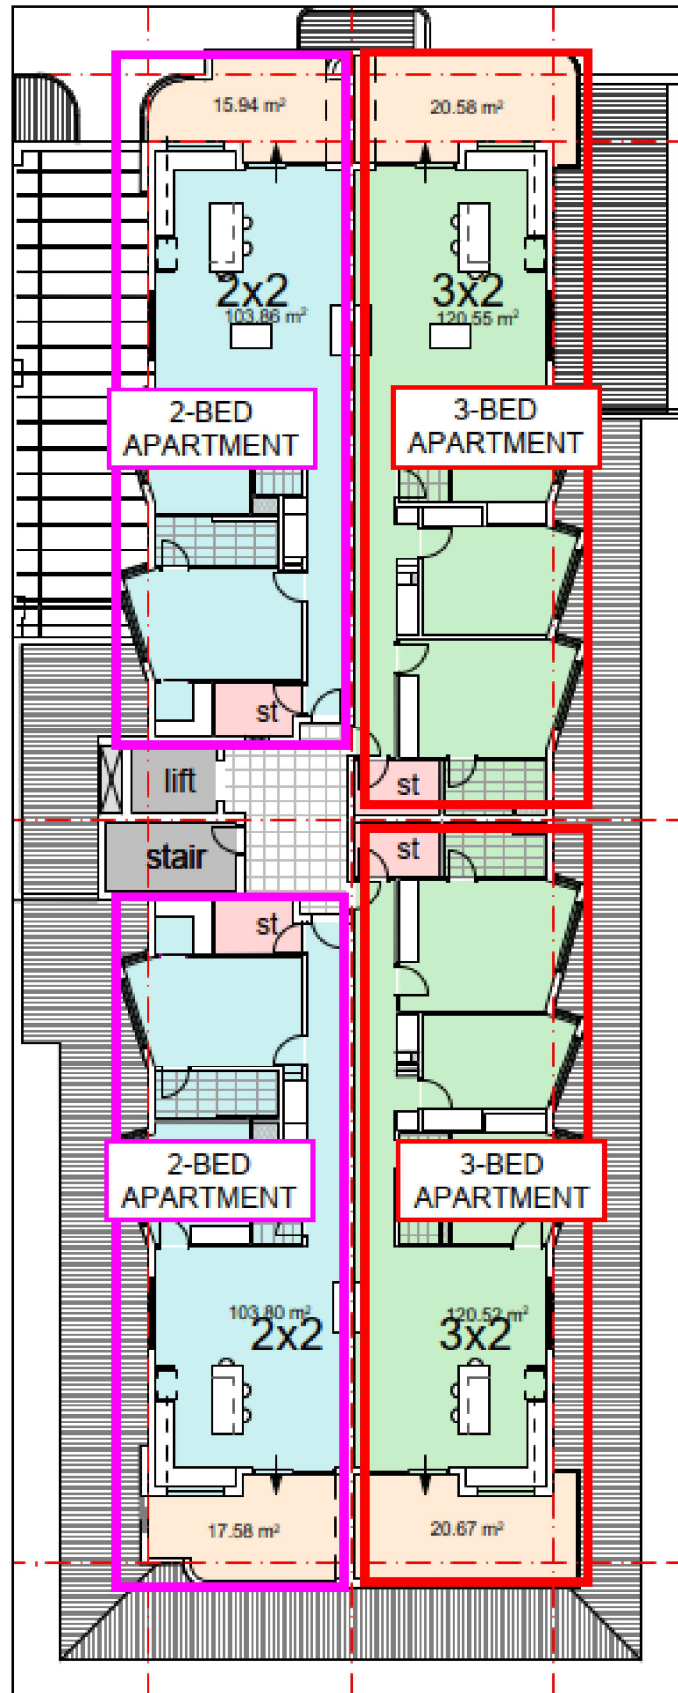 15.94 m²
20.58 m²
2x2
3x2
103.86 m²
120.55 m²
2-BED
APARTMENT
3-BED
APARTMENT
st
lift
st
stair
st
st
2-BED
APARTMENT
3-BED
APARTMENT
103.80 m²
120.52 m²
2x2
3x2
17.58 m²
20.67 m²